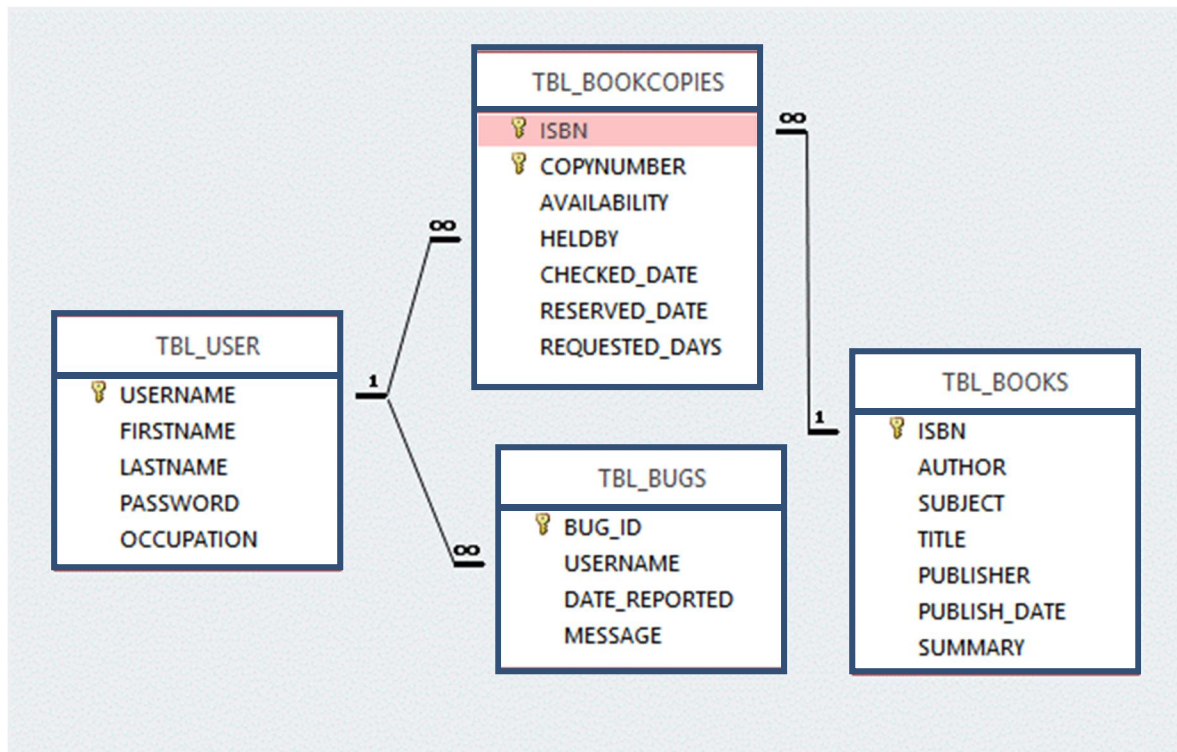 TBL_BOOKCOPIES
ISBN
COPYNUMBER
AVAILABILITY
HELDBY
CHECKED_DATE
RESERVED_DATE
REQUESTED_DAYS
∞
∞
TBL_USER
USERNAME
FIRSTNAME
LASTNAME
PASSWORD
OCCUPATION
1
∞
TBL_BUGS
BUG_ID
USERNAME
DATE_REPORTED
MESSAGE
TBL_BOOKS
ISBN
AUTHOR
SUBJECT
TITLE
PUBLISHER
PUBLISH_DATE
SUMMARY
1